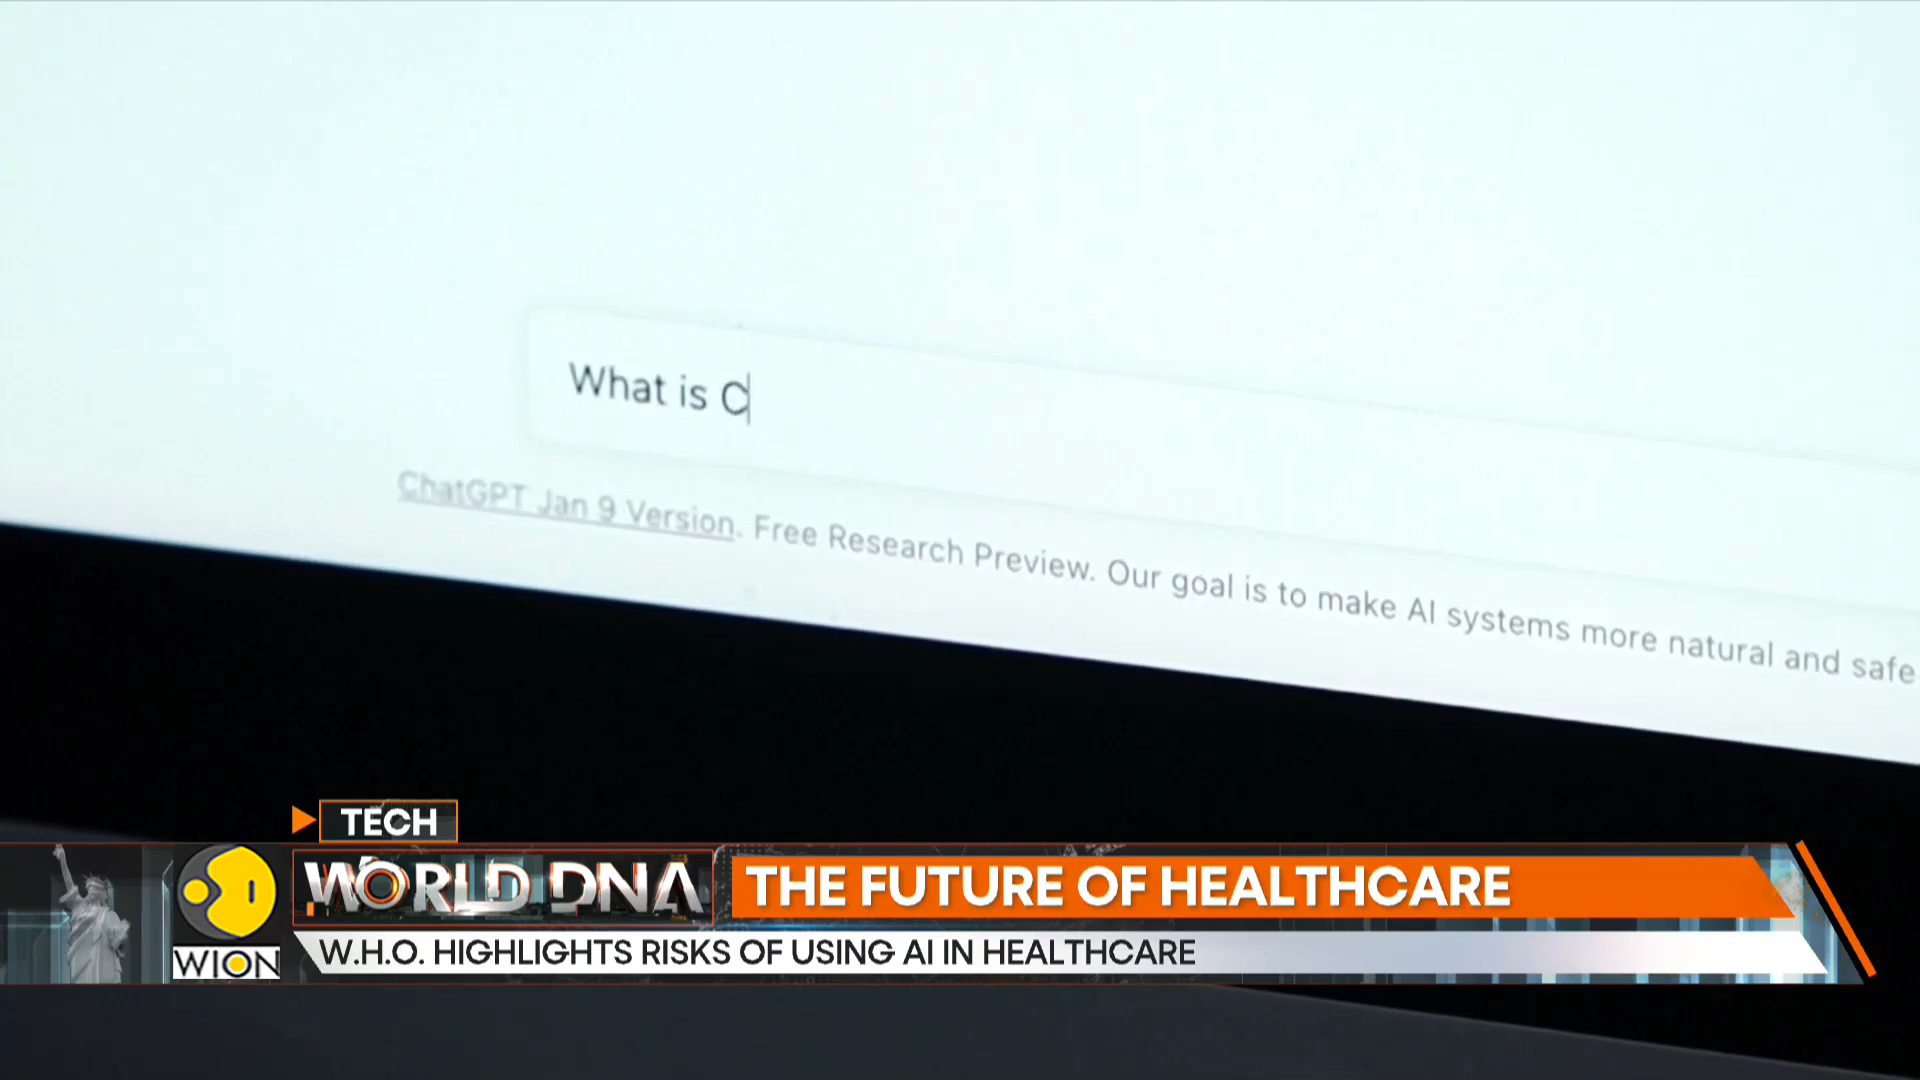 What is C
ChatGPT Jan 9 Version. Free Research Preview. Our goal is to make AI systems more natural and safe
TECH
WORLD DNA
THE FUTURE OF HEALTHCARE
WION
W.H.O. HIGHLIGHTS RISKS OF USING AI IN HEALTHCARE